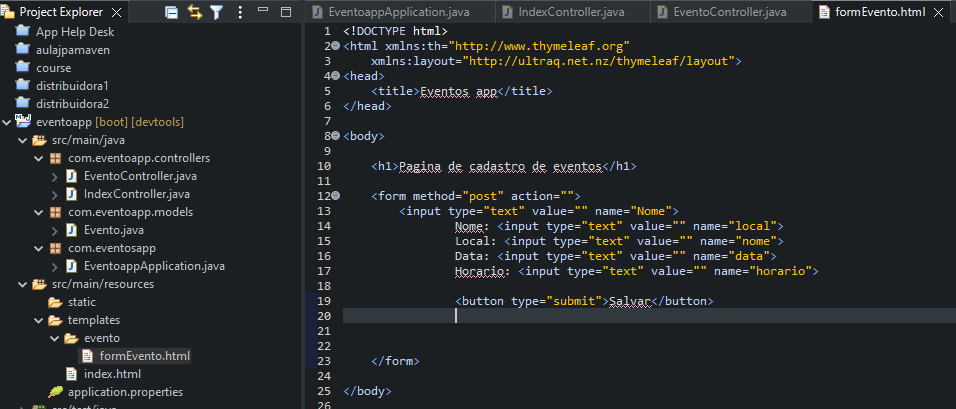 Project Explorer
App Help Desk
aulajpamaven
course
distribuidora1
distribuidora2
eventoapp [boot] [devtools]
src/main/java
com.eventoapp.controllers
EventoController.java
IndexController.java
com.eventoapp.models
Evento.java
com.eventosapp
EventoappApplication.java
src/main/resources
static
templates
evento
formEvento.html
index.html
application.properties
src/test/java
EventoappApplication.java
IndexController.java
EventoController.java
formEvento.html
1 <!DOCTYPE html>
2 <html xmlns:th="http://www.thymeleaf.org"
3 xmlns:layout="http://ultraq.net.nz/thymeleaf/layout">
4 <head>
5 <title>Eventos app</title>
6 </head>
7
8 <body>
9
10 <h1>Pagina de cadastro de eventos</h1>
11
12 <form method="post" action="">
13 <input type="text" value="" name="Nome">
14 Nome: <input type="text" value="" name="local">
15 Local: <input type="text" value="" name="nome">
16 Data: <input type="text" value="" name="data">
17 Horario: <input type="text" value="" name="horario">
18
19 <button type="submit">Salvar</button>
20
21
22
23 </form>
24
25 </body>
26